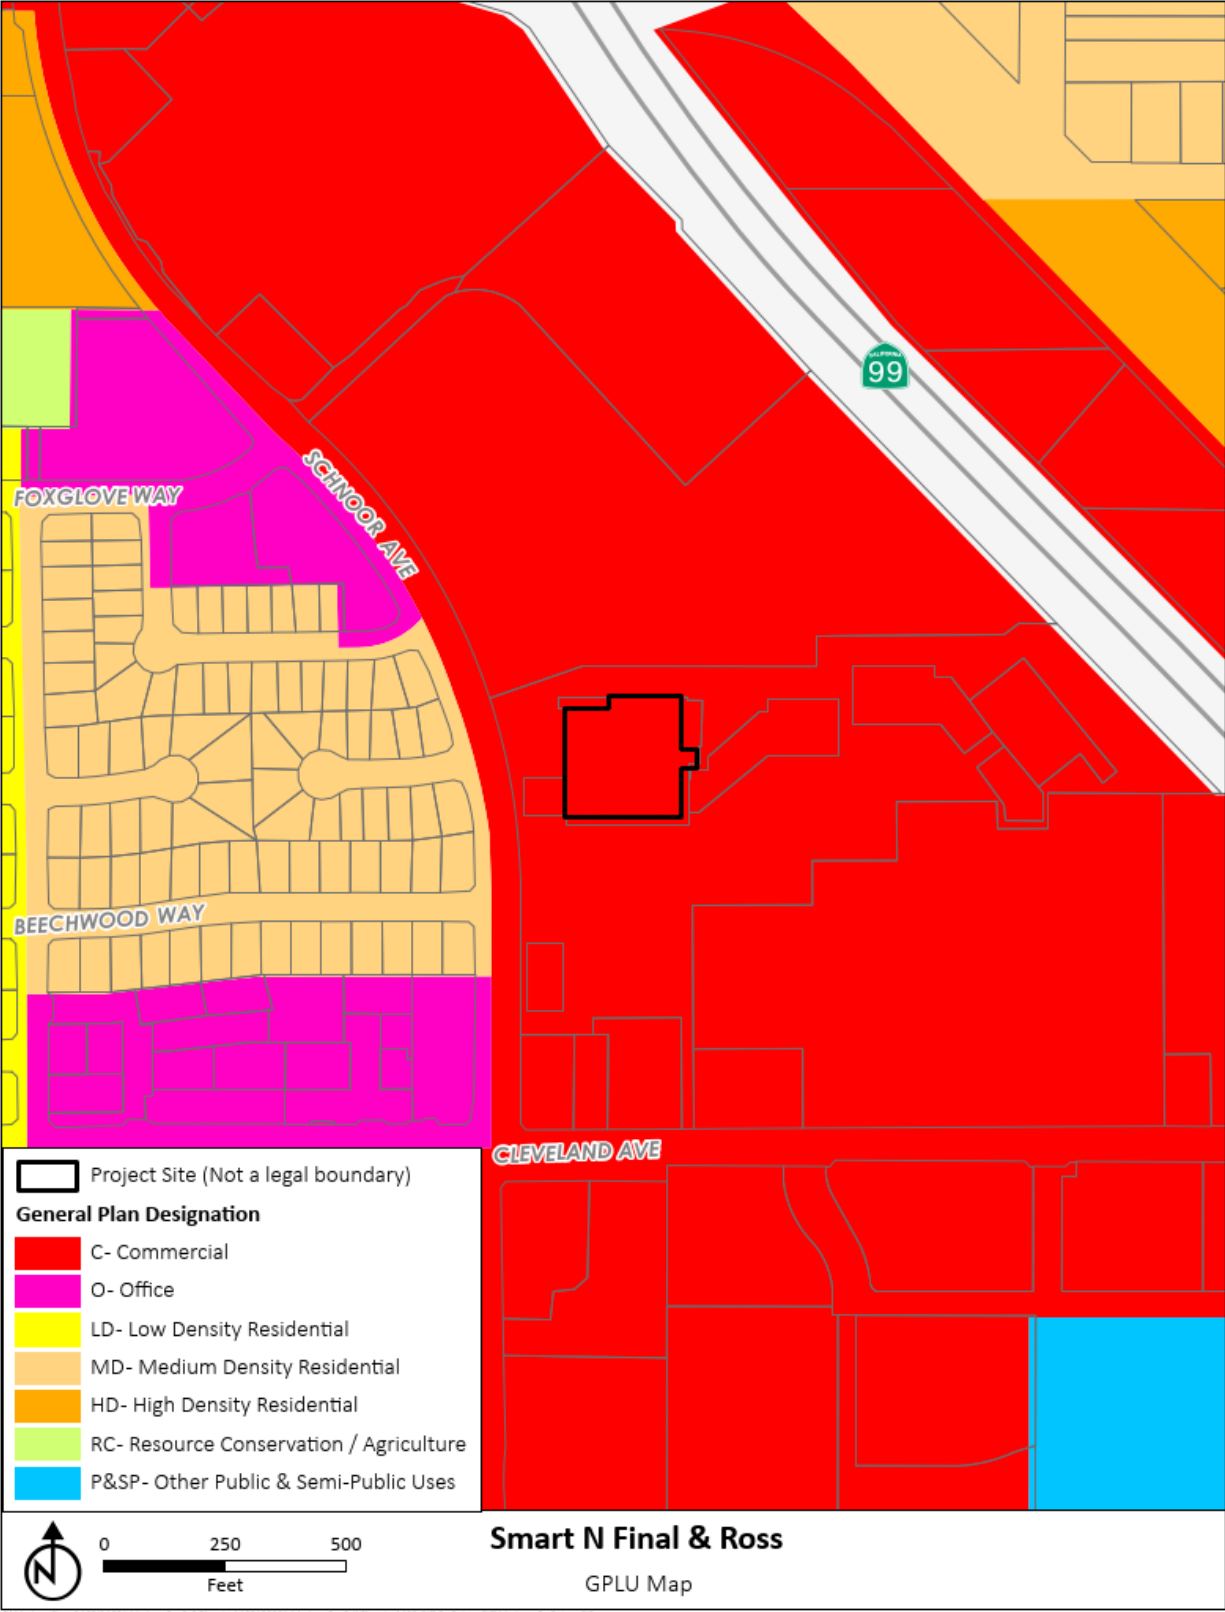 CALIFORNIA
99
SCHNOOR AVE
FOXGLOVE WAY
BEECHWOOD WAY
CLEVELAND AVE
Project Site (Not a legal boundary)
General Plan Designation
C- Commercial
O- Office
LD- Low Density Residential
MD- Medium Density Residential
HD- High Density Residential
RC- Resource Conservation / Agriculture
P&SP- Other Public & Semi-Public Uses
N
0 250 500
Feet
Smart N Final & Ross
GPLU Map